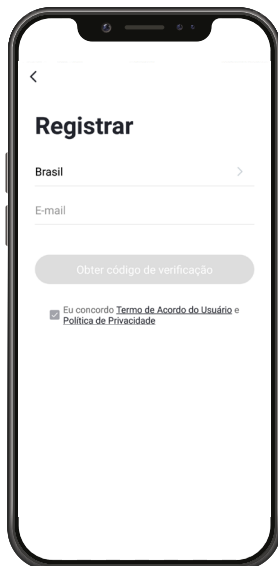 Registrar
Brasil
E-mail
Obter código de verificação
Eu concordo Termo de Acordo do Usuário e
Política de Privacidade